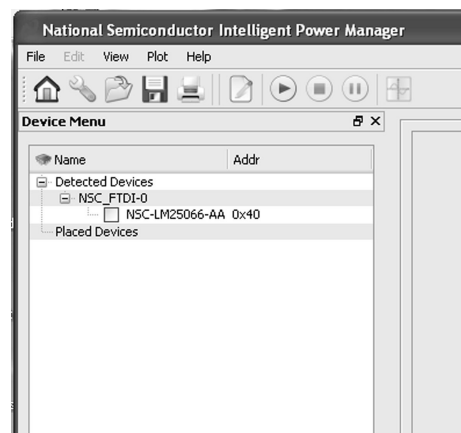 National Semiconductor Intelligent Power Manager
File Edit View Plot Help
Device Menu
Name Addr
Detected Devices
NSC_FTDI-0
NSC-LM25066-AA 0x40
Placed Devices